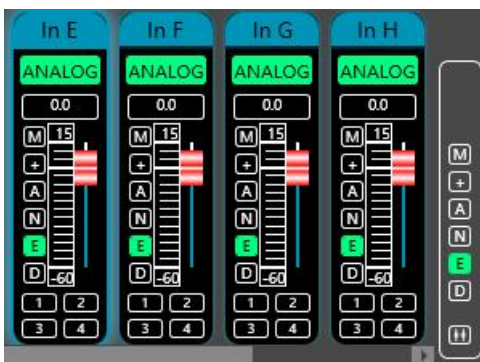 In E In F In G In H
ANALOG ANALOG ANALOG ANALOG
0.0 0.0 0.0 0.0
M 15 M 15 M 15 M 15 M
+ + + + +
A A A A A
N N N N N
E E E E E
D -60 D -60 D -60 D -60 D
1 2 1 2 1 2 1 2
3 4 3 4 3 4 3 4